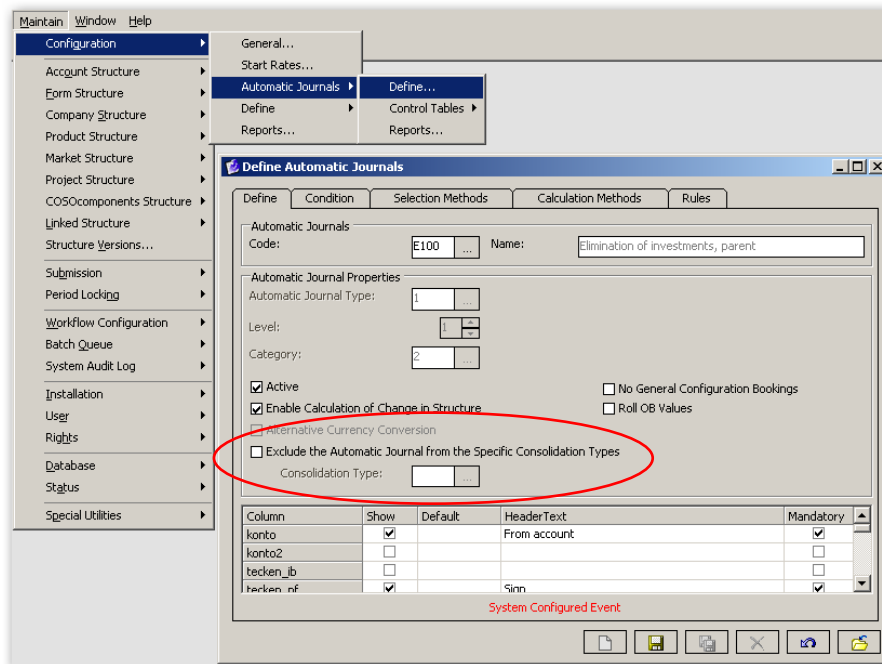 Maintain Window Help
Configuration
Account Structure
Form Structure
Company Structure
Product Structure
Market Structure
Project Structure
COSOcomponents Structure
Linked Structure
Structure Versions...
Submission
Period Locking
Workflow Configuration
Batch Queue
System Audit Log
Installation
User
Rights
Database
Status
Special Utilities
General...
Start Rates...
Automatic Journals
Define
Reports...
Define...
Control Tables
Reports...
Define Automatic Journals
Define Condition Selection Methods Calculation Methods Rules
Automatic Journals
Code: E100 ... Name: Elimination of investments, parent
Automatic Journal Properties
Automatic Journal Type: 1 ...
Level: 1
Category: 2 ...
Active No General Configuration Bookings
Enable Calculation of Change in Structure Roll OB Values
Alternative Currency Conversion
Exclude the Automatic Journal from the Specific Consolidation Types
Consolidation Type: ...
Column Show Default HeaderText Mandatory
konto From account
konto2
tecken_ib
tecken_nf Sign
System Configured Event